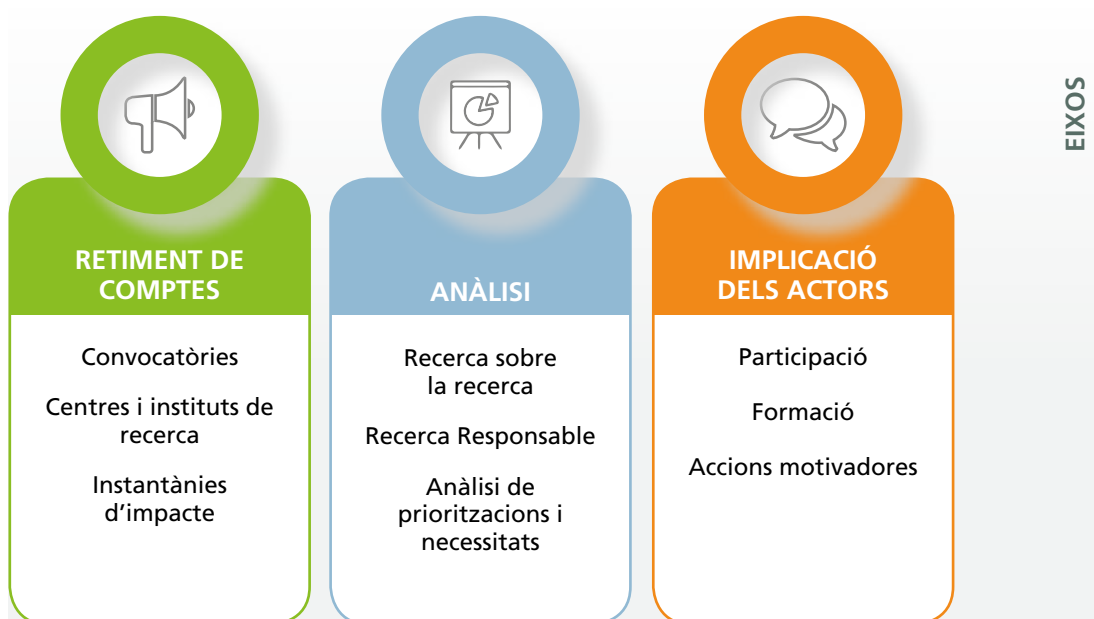 EIXOS
RETIMENT DE
COMPTES
Convocatòries
Centres i instituts de
recerca
Instantànies
d’impacte
ANÀLISI
Recerca sobre
la recerca
Recerca Responsable
Anàlisi de
prioritzacions i
necessitats
IMPLICACIÓ
DELS ACTORS
Participació
Formació
Accions motivadores